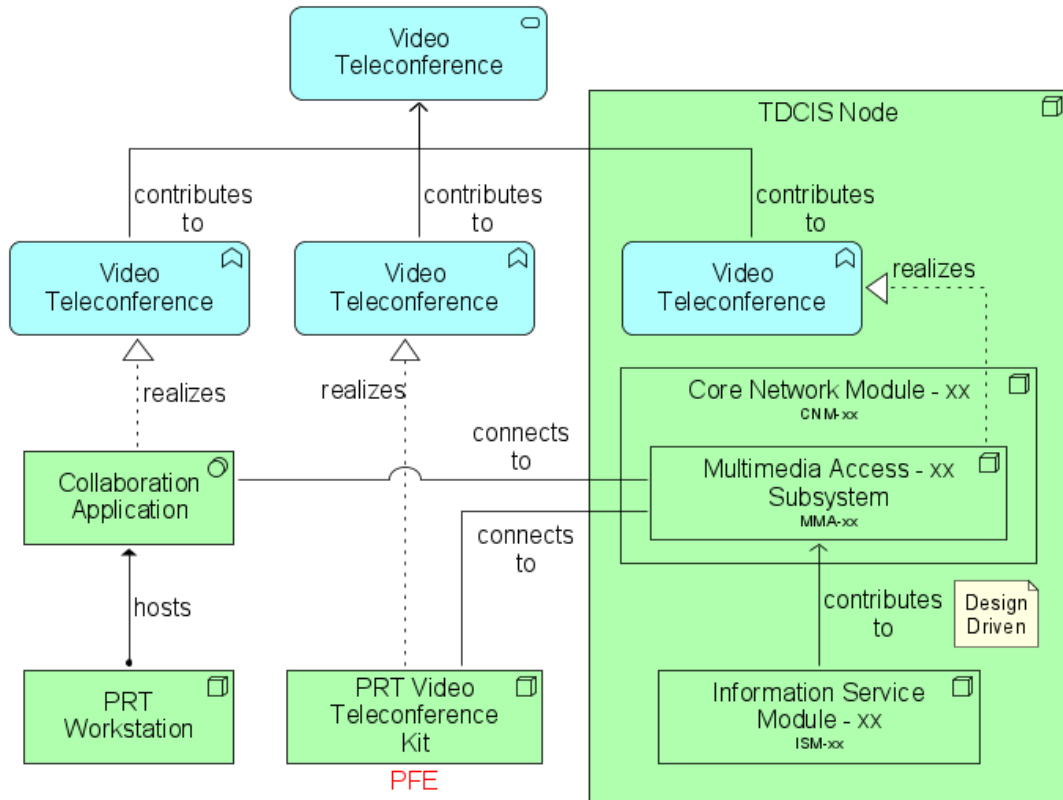 Video
Teleconference
TDCIS Node
contributes
to
contributes
to
contributes
to
Video
Teleconference
Video
Teleconference
Video
Teleconference
realizes
realizes
realizes
Core Network Module - xx
CNM-xx
connects
to
Collaboration
Application
Multimedia Access - xx
Subsystem
MMA-xx
connects
to
hosts
contributes
to
Design
Driven
PRT
Workstation
PRT Video
Teleconference
Kit
PFE
Information Service
Module - xx
ISM-xx